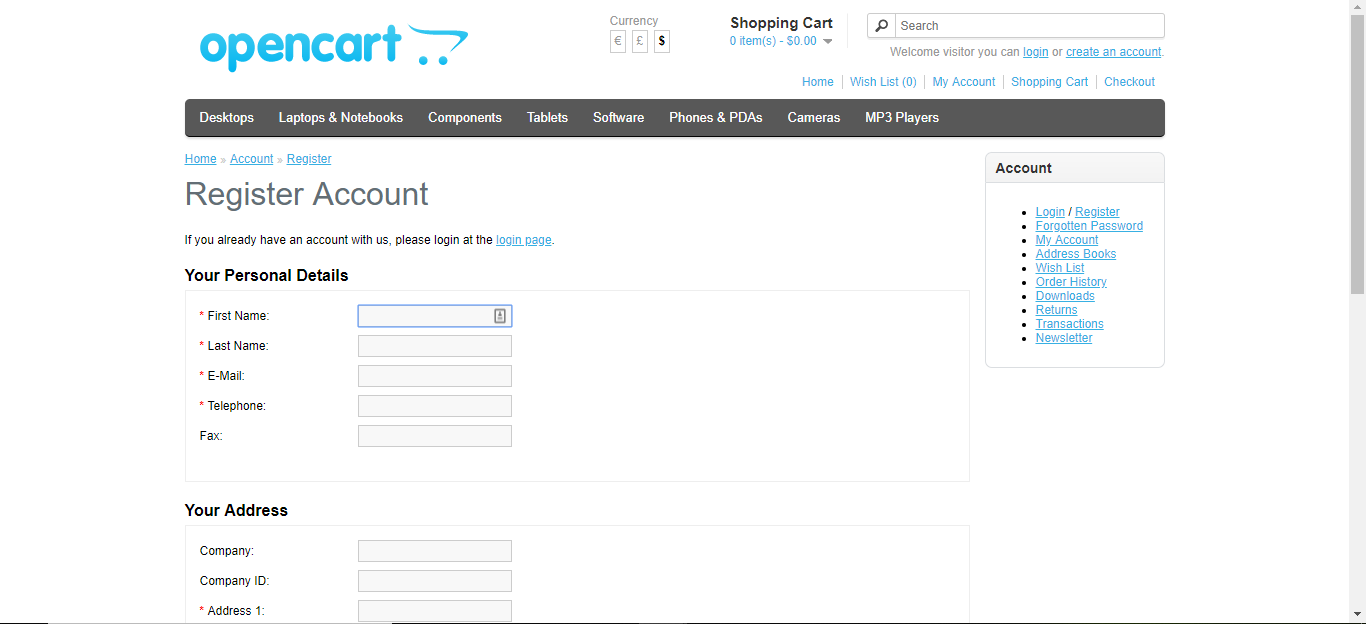 opencart
Currency
€ £ $
Shopping Cart
0 item(s) - $0.00
Search
Welcome visitor you can login or create an account.
Home Wish List (0) My Account Shopping Cart Checkout
Desktops Laptops & Notebooks Components Tablets Software Phones & PDAs Cameras MP3 Players
Home » Account » Register
Register Account
If you already have an account with us, please login at the login page.
Your Personal Details
* First Name:
* Last Name:
* E-Mail:
* Telephone:
Fax:
Your Address
Company:
Company ID:
* Address 1:
Account
Login / Register
Forgotten Password
My Account
Address Books
Wish List
Order History
Downloads
Returns
Transactions
Newsletter